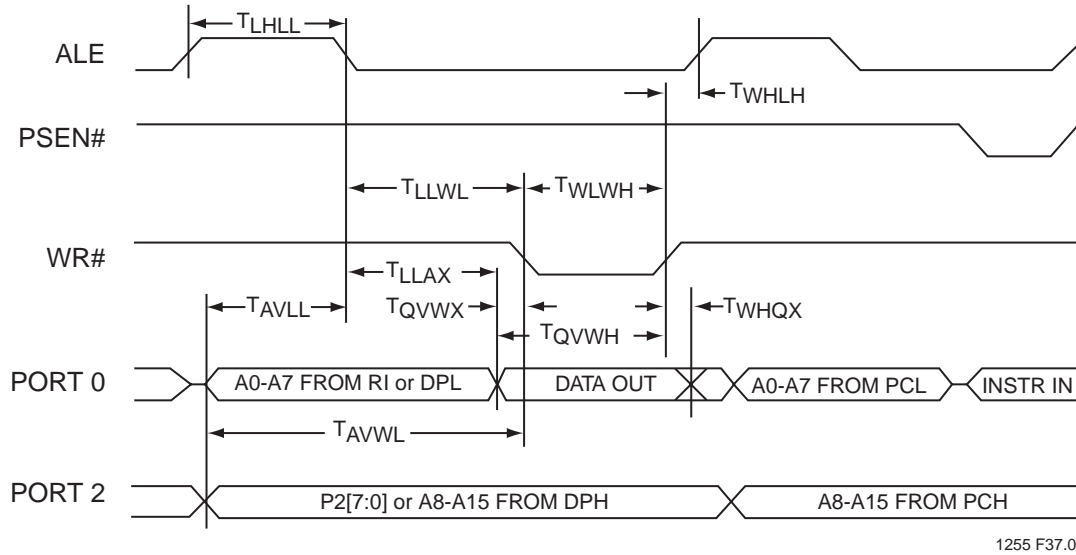 TLHLL
ALE
TWHLH
PSEN#
TLLWL
TWLWH
WR#
TLLAX
TAVLL
TQVWX
TWHQX
TQVWH
PORT 0
A0-A7 FROM RI or DPL
DATA OUT
A0-A7 FROM PCL
INSTR IN
TAVWL
PORT 2
P2[7:0] or A8-A15 FROM DPH
A8-A15 FROM PCH
1255 F37.0